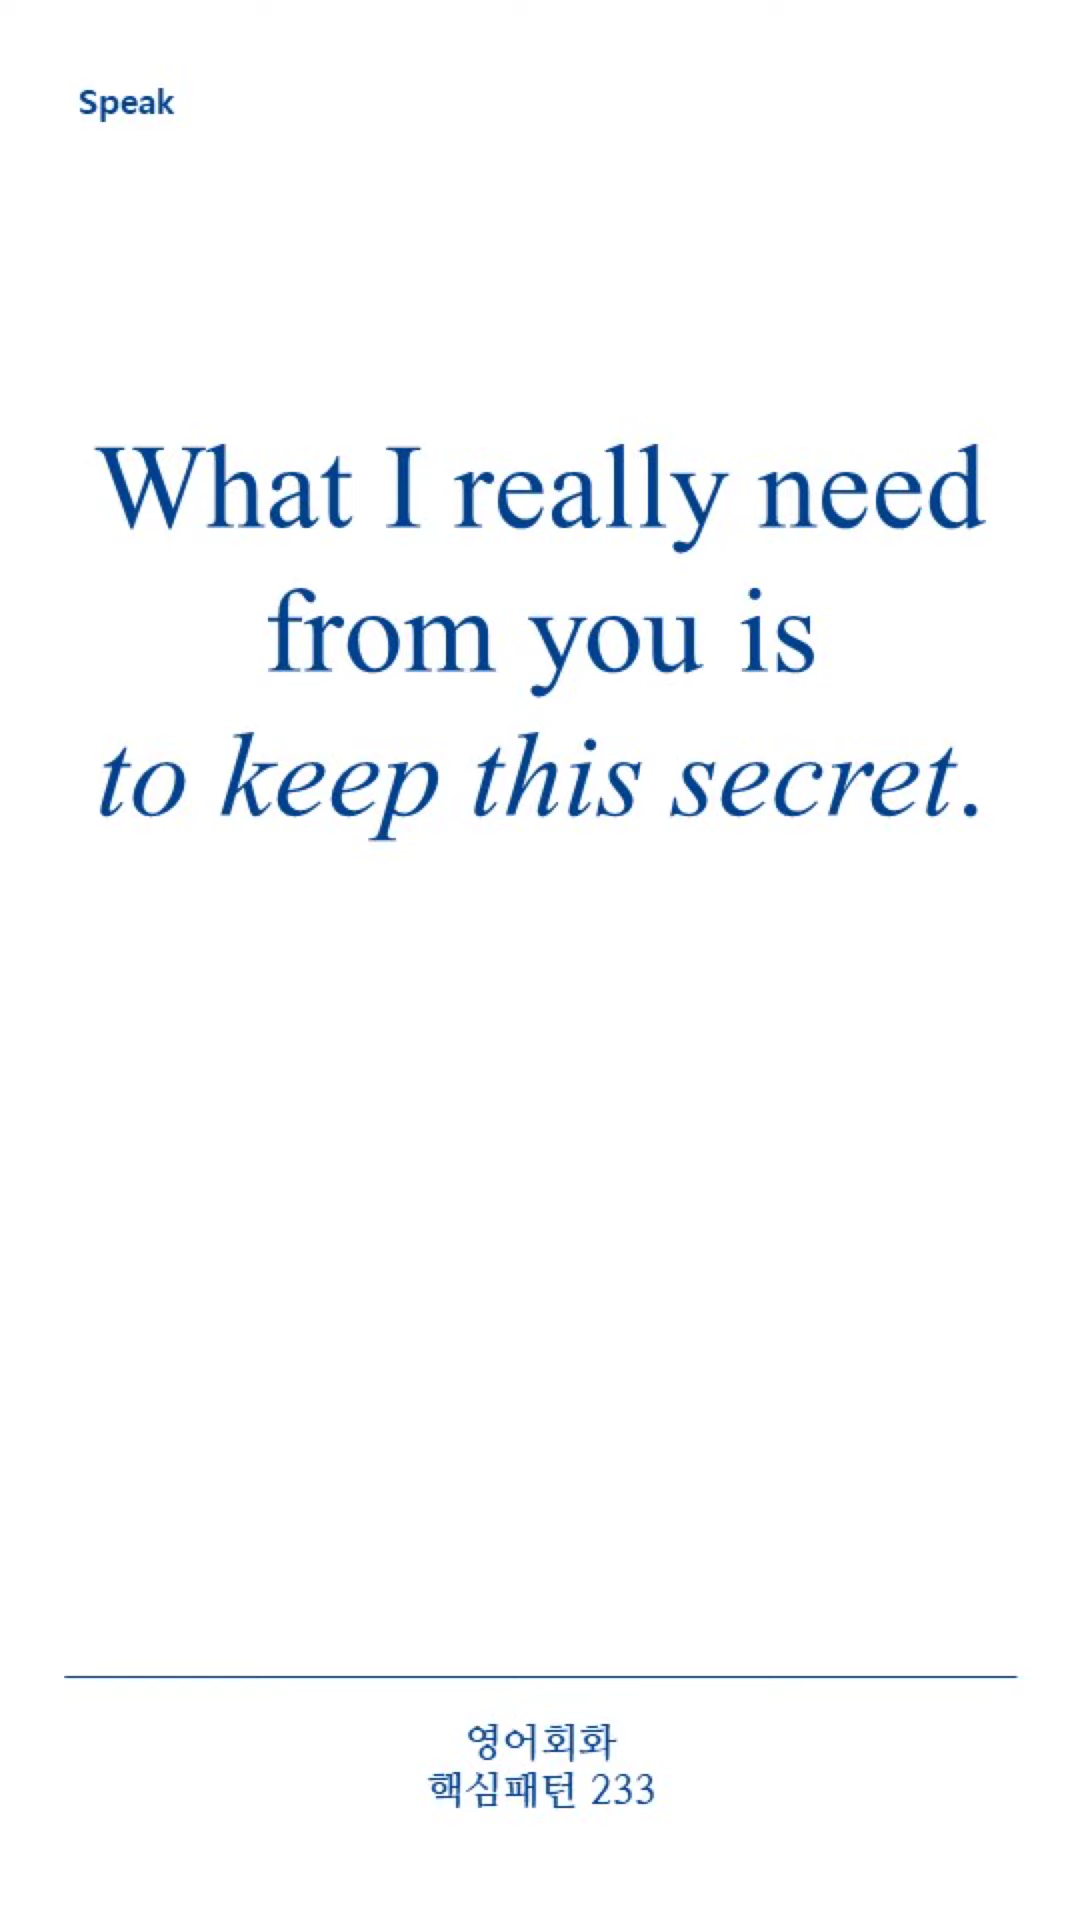 Speak
What I really need
from you is
to keep this secret.
영어회화
핵심패턴 233